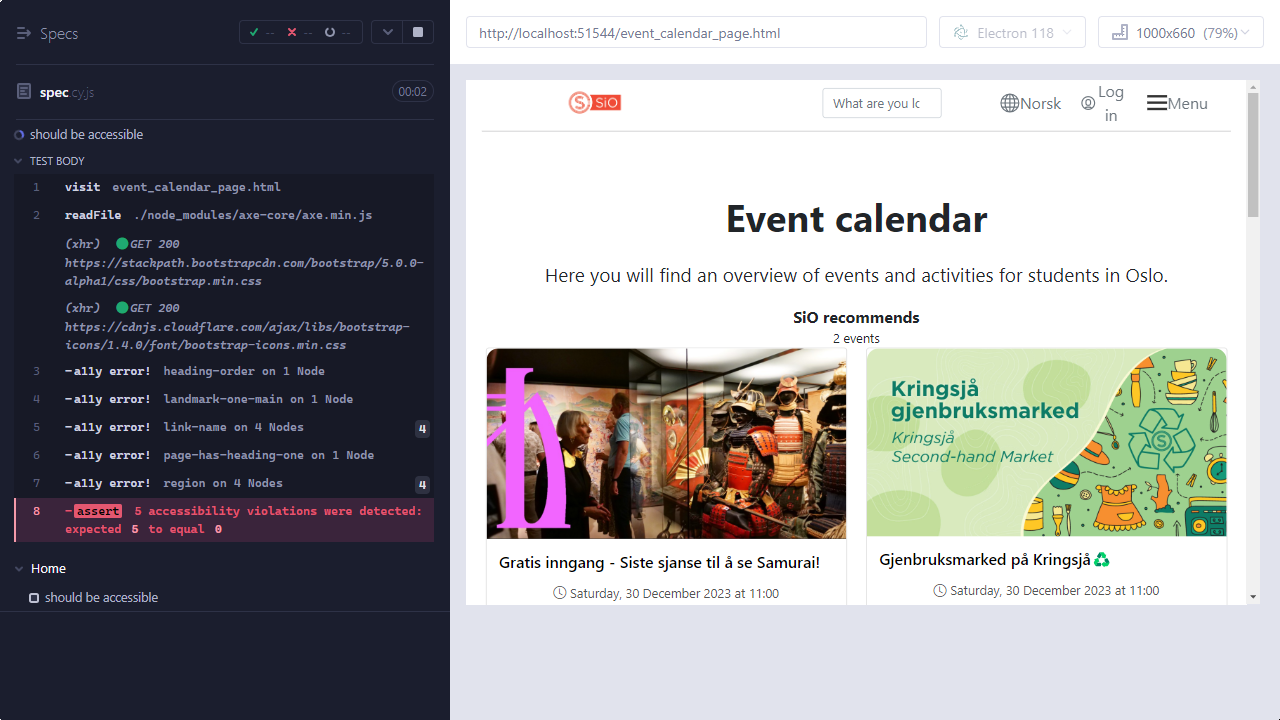 Specs
-- -- --
spec.cy.js
00:02
should be accessible
TEST BODY
1 visit event_calendar_page.html
2 readFile ./node_modules/axe-core/axe.min.js
(xhr) GET 200
https://stackpath.bootstrapcdn.com/bootstrap/5.0.0-
alpha1/css/bootstrap.min.css
(xhr) GET 200
https://cdnjs.cloudflare.com/ajax/libs/bootstrap-
icons/1.4.0/font/bootstrap-icons.min.css
3 -a11y error! heading-order on 1 Node
4 -a11y error! landmark-one-main on 1 Node
5 -a11y error! link-name on 4 Nodes 4
6 -a11y error! page-has-heading-one on 1 Node
7 -a11y error! region on 4 Nodes 4
8 -assert 5 accessibility violations were detected:
expected 5 to equal 0
Home
should be accessible
http://localhost:51544/event_calendar_page.html
Electron 118
1000x660 (79%)
SiO
What are you lo
Norsk
Log
in
Menu
Event calendar
Here you will find an overview of events and activities for students in Oslo.
SiO recommends
2 events
Gratis inngang - Siste sjanse til å se Samurai!
Saturday, 30 December 2023 at 11:00
Kringsjå
gjenbruksmarked
Kringsjå
Second-hand Market
Gjenbruksmarked på Kringsjå♻️
Saturday, 30 December 2023 at 11:00